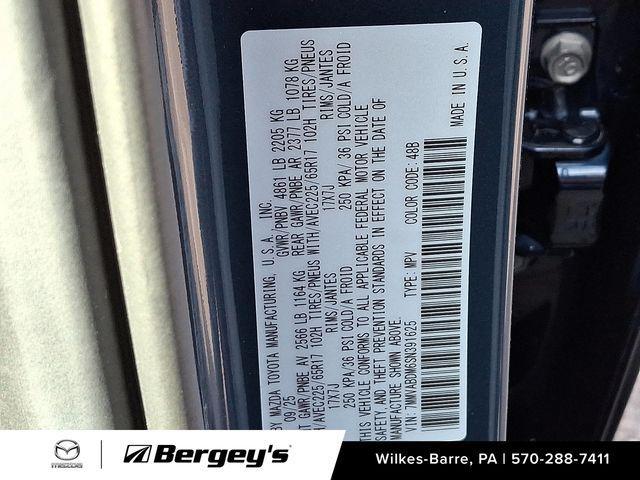 BY MAZDA TOYOTA MANUFACTURING, U.S.A. INC.
09/25 GVWR/PNBV 4861 LB 2205 KG
GAWR/PNBE AV 2566 LB 1164 KG REAR GAWR/PNBE AR 2377 LB 1078 KG
WITH/AVEC225/65R17 102H TIRES/PNEUS WITH/AVEC225/65R17 102H TIRES/PNEUS
17X7J RIMS/JANTES 17X7J RIMS/JANTES
250 KPA/36 PSI COLD/A FROID 250 KPA/ 36 PSI COLD/A FROID
THIS VEHICLE CONFORMS TO ALL APPLICABLE FEDERAL MOTOR VEHICLE
SAFETY, AND THEFT PREVENTION STANDARDS IN EFFECT ON THE DATE OF
MANUFACTURE SHOWN ABOVE.
VIN: 7MMVABDM6SN391625 TYPE: MPV COLOR CODE: 48B
MADE IN U.S.A.
mazda
Bergey's
Wilkes-Barre, PA | 570-288-7411